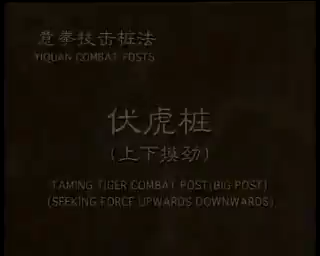 意拳技击桩法
YIQUAN COMBAT POSTS
伏虎桩
(上下摸劲)
TAMING TIGER COMBAT POST(BIG POST)
(SEEKING FORCE UPWARDS DOWNWARDS)